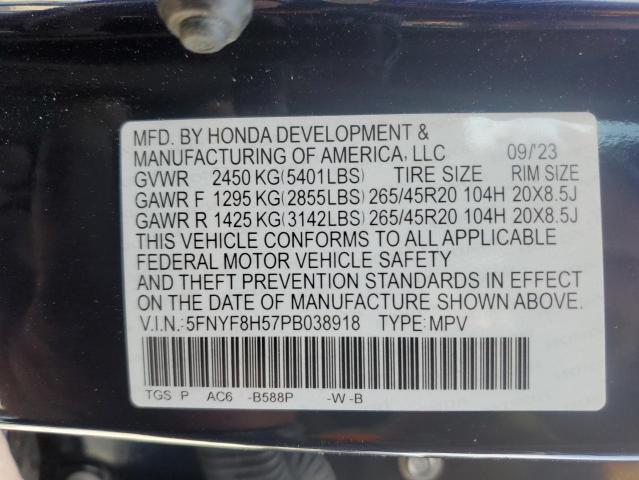 MFD. BY HONDA DEVELOPMENT &
MANUFACTURING OF AMERICA, LLC 09/'23
GVWR 2450 KG(5401LBS) TIRE SIZE RIM SIZE
GAWR F 1295 KG(2855LBS) 265/45R20 104H 20X8.5J
GAWR R 1425 KG(3142LBS) 265/45R20 104H 20X8.5J
THIS VEHICLE CONFORMS TO ALL APPLICABLE
FEDERAL MOTOR VEHICLE SAFETY
AND THEFT PREVENTION STANDARDS IN EFFECT
ON THE DATE OF MANUFACTURE SHOWN ABOVE.
V.I.N.:5FNYF8H57PB038918 TYPE:MPV
TGS P AC6 -B588P -W -B